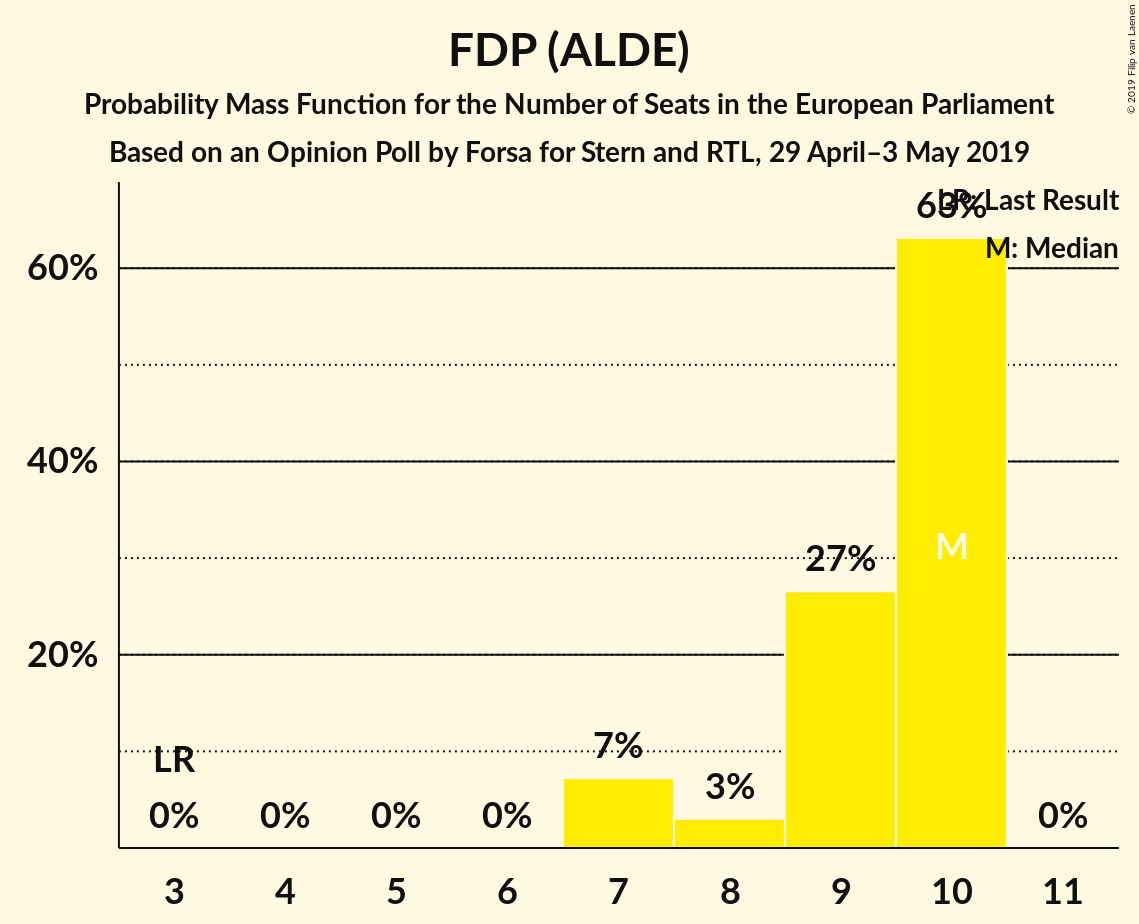 FDP (ALDE)
Probability Mass Function for the Number of Seats in the European Parliament
Based on an Opinion Poll by Forsa for Stern and RTL, 29 April–3 May 2019
© 2019 Filip van Laenen
LR: Last Result
M: Median
63%
60%
40%
20%
M
27%
7%
3%
LR
0%
0%
0%
0%
0%
3
4
5
6
7
8
9
10
11